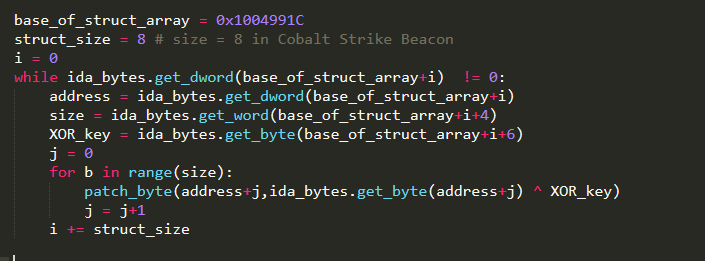 base_of_struct_array = 0x1004991C
struct_size = 8 # size = 8 in Cobalt Strike Beacon
i = 0
while ida_bytes.get_dword(base_of_struct_array+i)  != 0:
    address = ida_bytes.get_dword(base_of_struct_array+i)
    size = ida_bytes.get_word(base_of_struct_array+i+4)
    XOR_key = ida_bytes.get_byte(base_of_struct_array+i+6)
    j = 0
    for b in range(size):
        patch_byte(address+j,ida_bytes.get_byte(address+j) ^ XOR_key)
        j = j+1
    i += struct_size